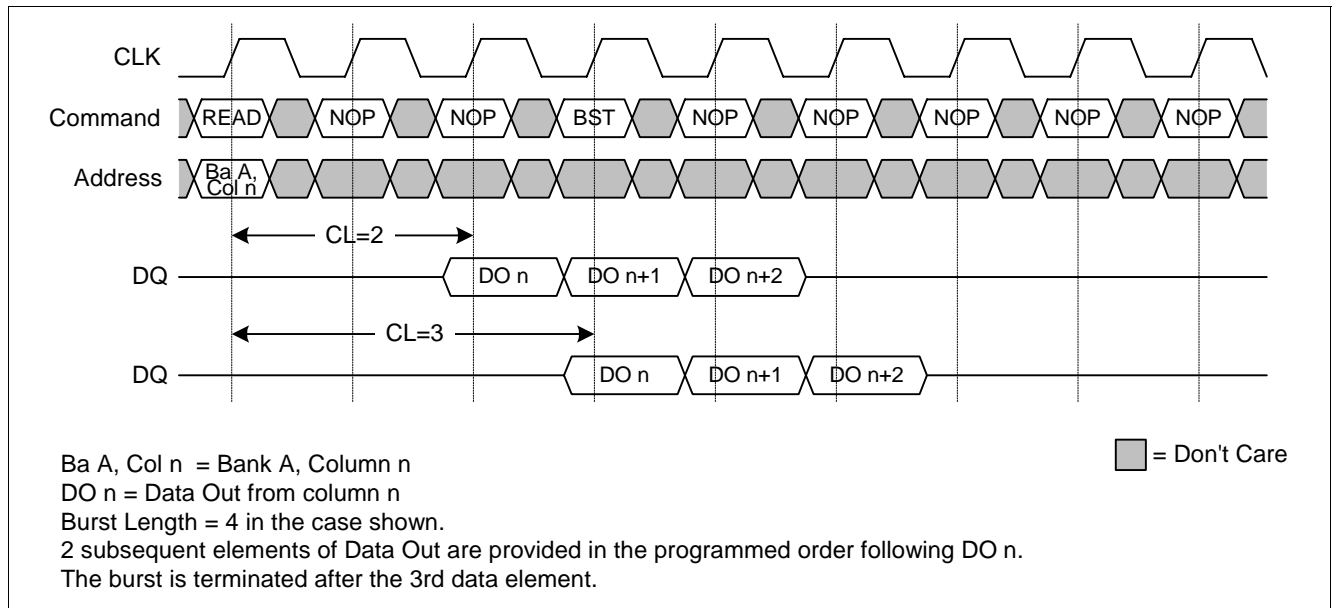 CLK
Command READ NOP NOP BST NOP NOP NOP NOP NOP
Address Ba A,
Col n
CL=2
DQ DO n DO n+1 DO n+2
CL=3
DQ DO n DO n+1 DO n+2
Ba A, Col n = Bank A, Column n
= Don't Care
DO n = Data Out from column n
Burst Length = 4 in the case shown.
2 subsequent elements of Data Out are provided in the programmed order following DO n.
The burst is terminated after the 3rd data element.